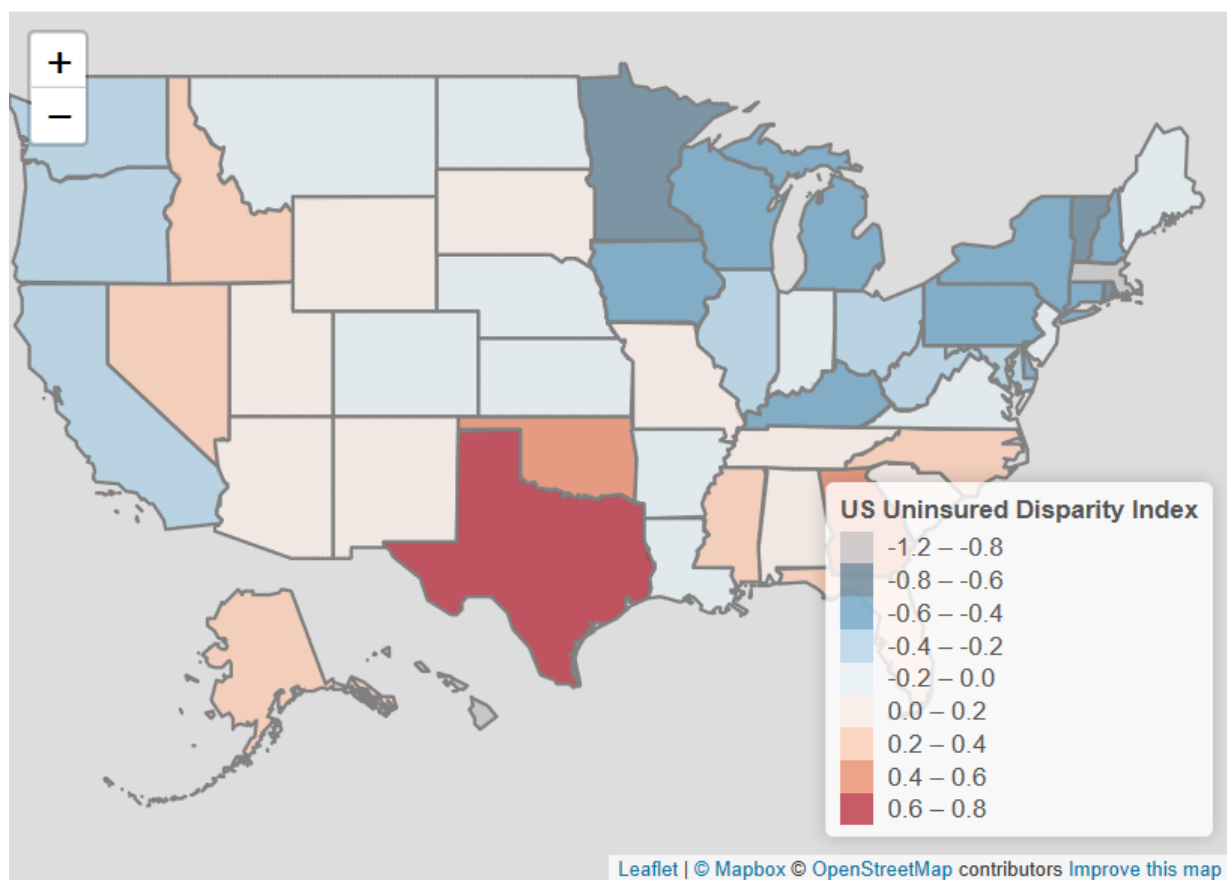 +
−
US Uninsured Disparity Index
-1.2 – -0.8
-0.8 – -0.6
-0.6 – -0.4
-0.4 – -0.2
-0.2 – 0.0
0.0 – 0.2
0.2 – 0.4
0.4 – 0.6
0.6 – 0.8
Leaflet | © Mapbox © OpenStreetMap contributors Improve this map